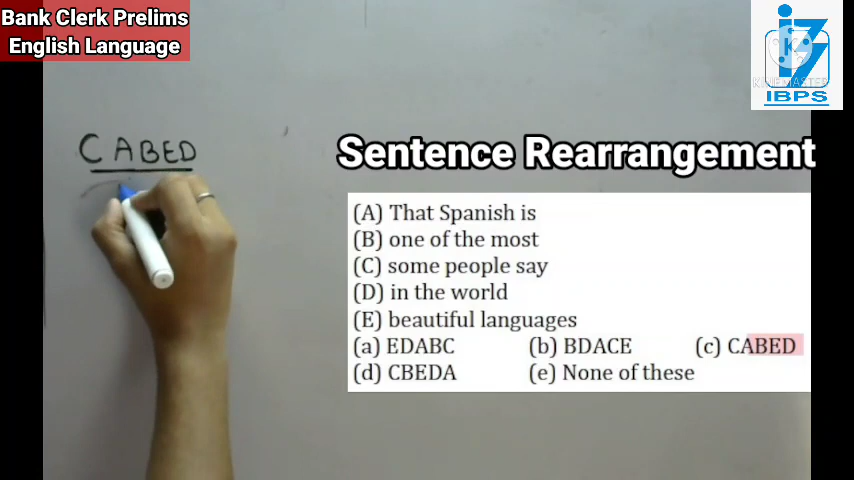 Bank Clerk Prelims
English Language
K
KINEMASTER
IBPS
CABED
Sentence Rearrangement
(A) That Spanish is
(B) one of the most
(C) some people say
(D) in the world
(E) beautiful languages
(a) EDABC (b) BDACE (c) CABED
(d) CBEDA (e) None of these